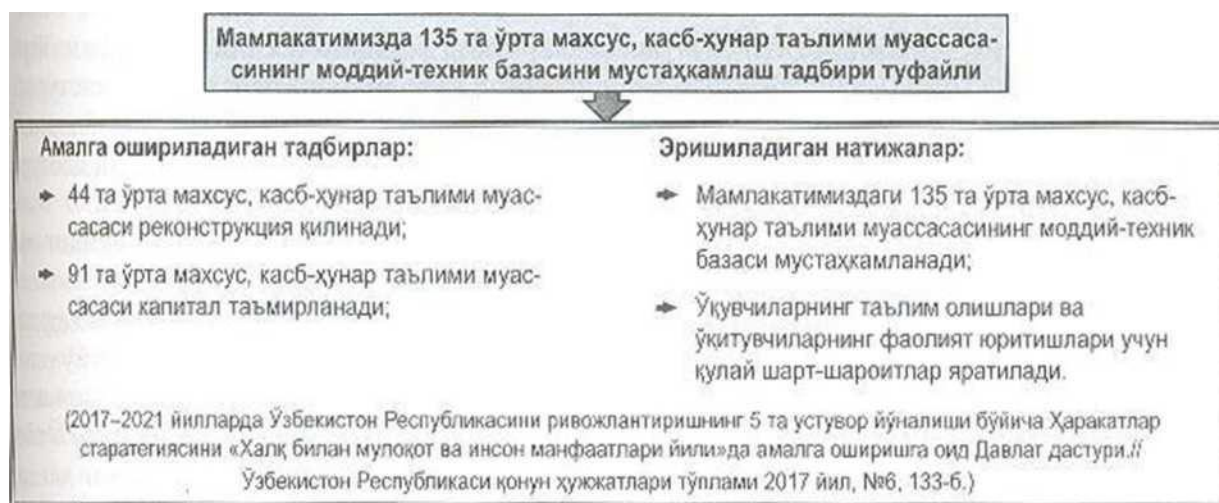 Мамлакатимизда 135 та ўрта махсус, касб-ҳунар таълими муассаса-
сининг моддий-техник базасини мустаҳкамлаш тадбири туфайли
Амалга ошириладиган тадбирлар:
44 та ўрта махсус, касб-ҳунар таълими муас-
сасаси реконструкция қилинади;
91 та ўрта махсус, касб-ҳунар таълими муас-
сасаси капитал таъмирланади;
Эришиладиган натижалар:
Мамлакатимиздаги 135 та ўрта махсус, касб-
ҳунар таълими муассасасининг моддий-техник
базаси мустаҳкамланади;
Ўқувчиларнинг таълим олишлари ва
ўқитувчиларнинг фаолият юритишлари учун
қулай шарт-шароитлар яратилади.
(2017–2021 йилларда Ўзбекистон Республикасини ривожлантиришнинг 5 та устувор йўналиши бўйича Ҳаракатлар
старатегиясини «Халқ билан мулоқот ва инсон манфаатлари йили»да амалга оширишга оид Давлат дастури.//
Ўзбекистон Республикаси қонун ҳужжатлари тўплами 2017 йил, №6, 133-б.)